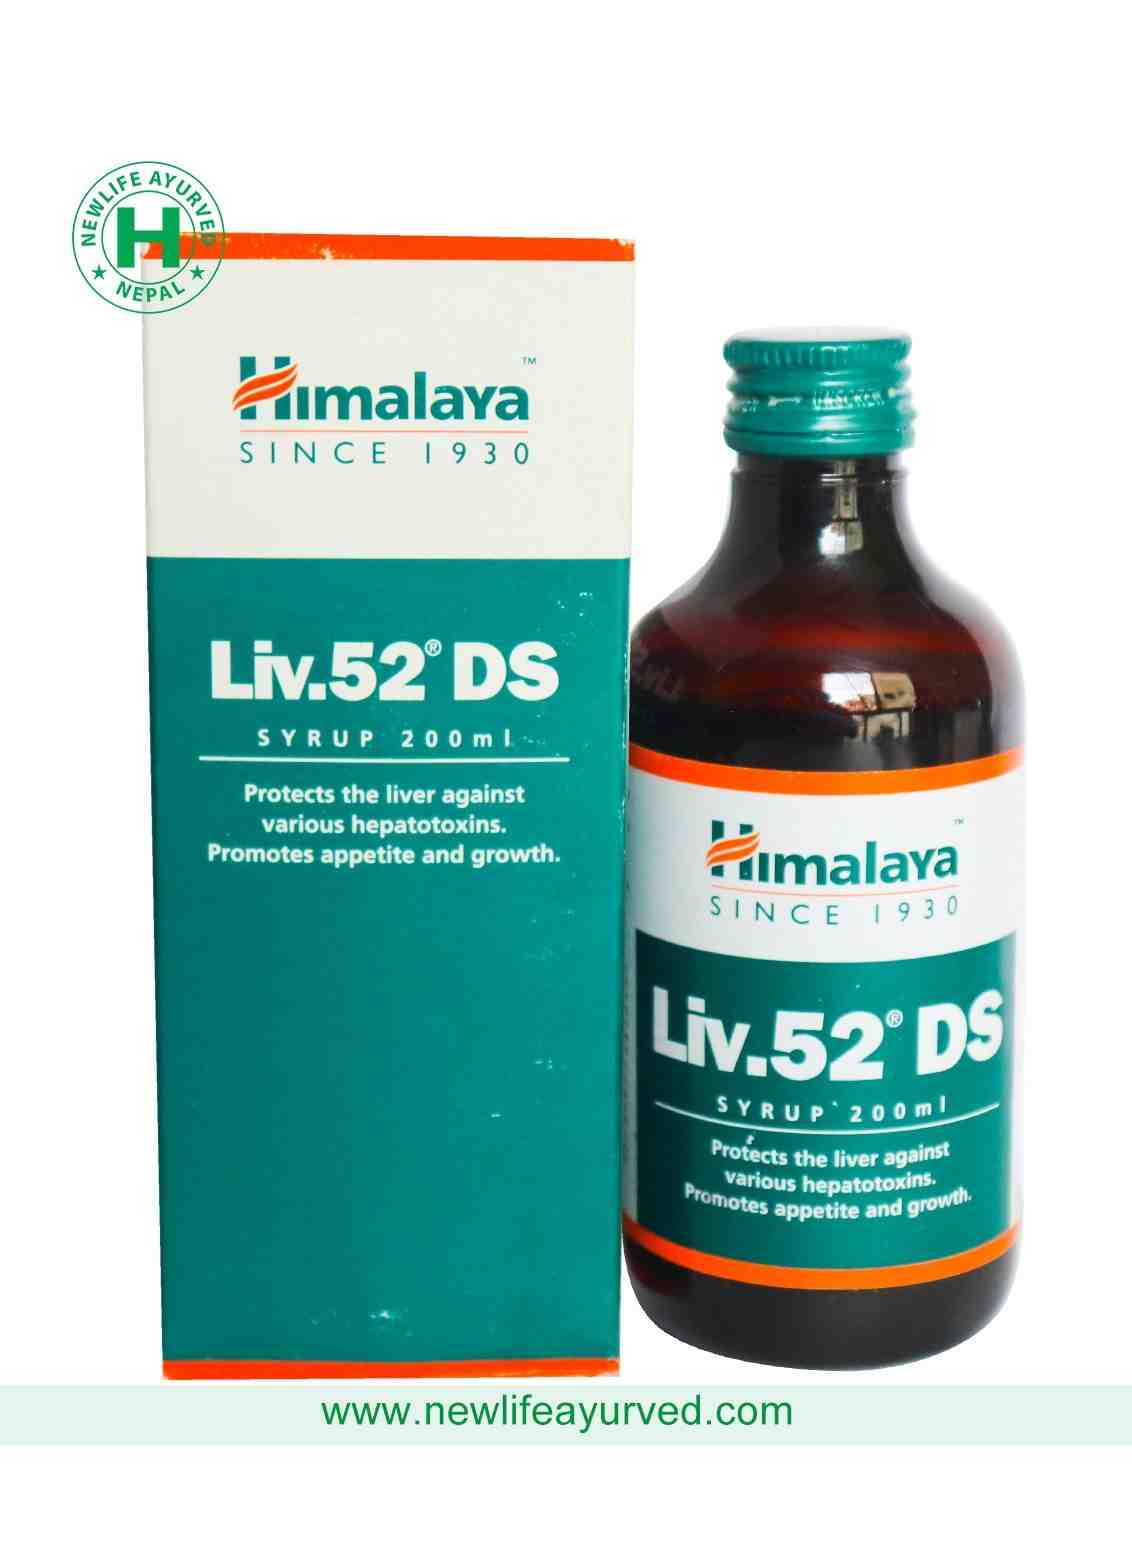 NEWLIFE AYURVED
H
NEPAL
Himalaya™
SINCE 1930
Liv.52® DS
SYRUP 200ml
Protects the liver against
various hepatotoxins.
Promotes appetite and growth.
Himalaya™
SINCE 1930
Liv.52® DS
SYRUP 200ml
Protects the liver against
various hepatotoxins.
Promotes appetite and growth.
www.newlifeayurved.com